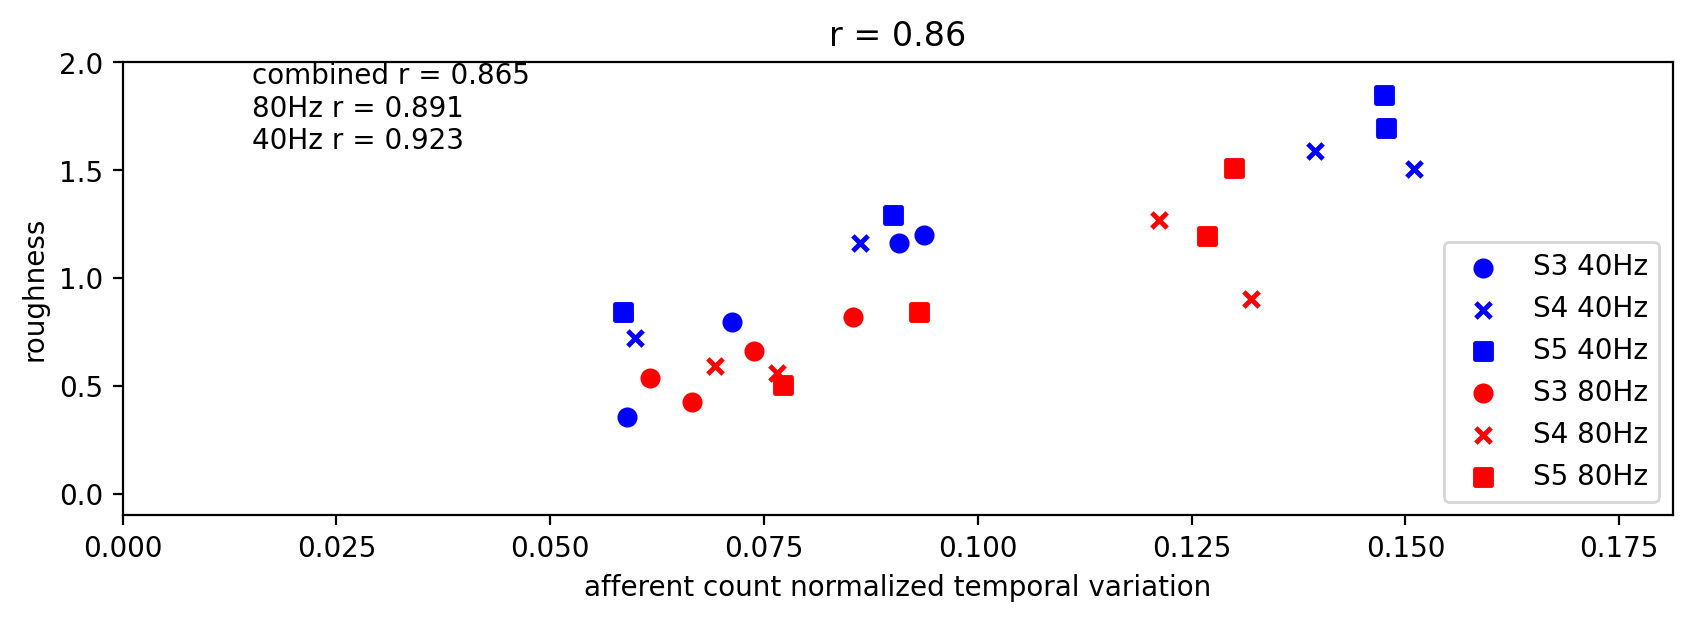 r = 0.86
combined r = 0.865
80Hz r = 0.891
40Hz r = 0.923
2.0
1.5
1.0
0.5
0.0
roughness
S3 40Hz
S4 40Hz
S5 40Hz
S3 80Hz
S4 80Hz
S5 80Hz
0.000 0.025 0.050 0.075 0.100 0.125 0.150 0.175
afferent count normalized temporal variation